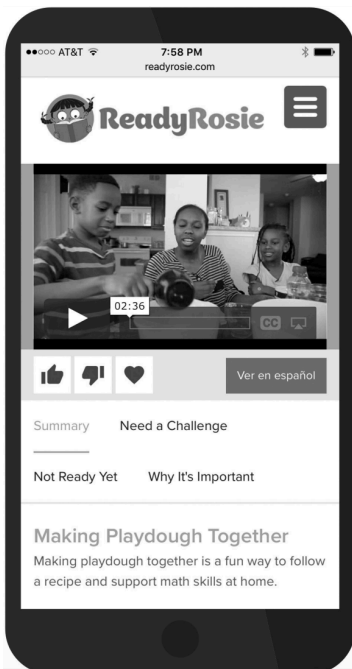 AT&T 7:58 PM
readyrosie.com
ReadyRosie
02:36
CC
Ver en español
Summary Need a Challenge
Not Ready Yet Why It's Important
Making Playdough Together
Making playdough together is a fun way to follow
a recipe and support math skills at home.